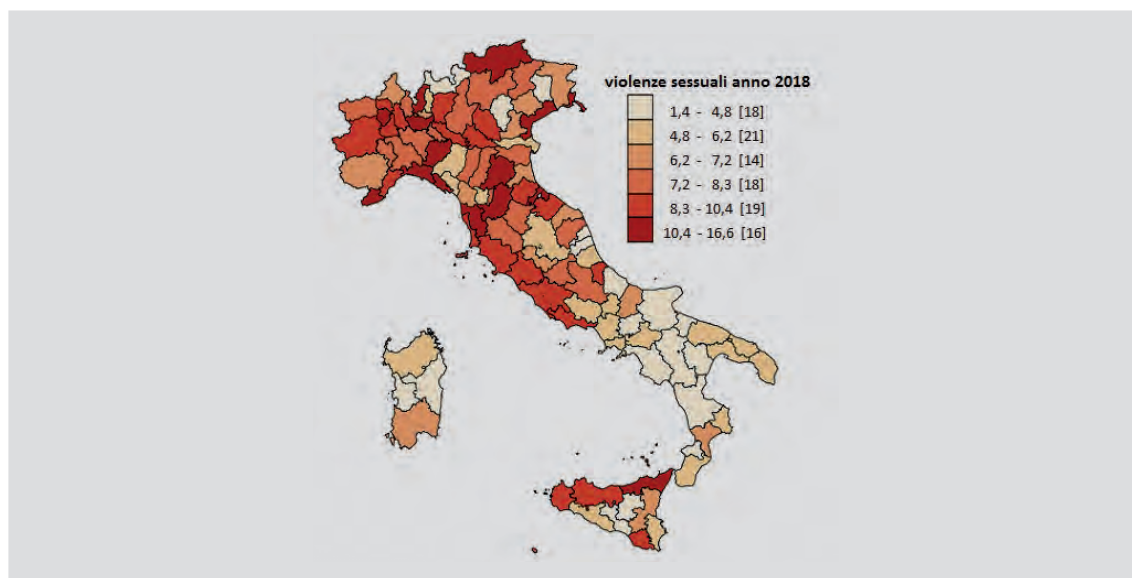 violenze sessuali anno 2018
1,4 - 4,8 [18]
4,8 - 6,2 [21]
6,2 - 7,2 [14]
7,2 - 8,3 [18]
8,3 - 10,4 [19]
10,4 - 16,6 [16]